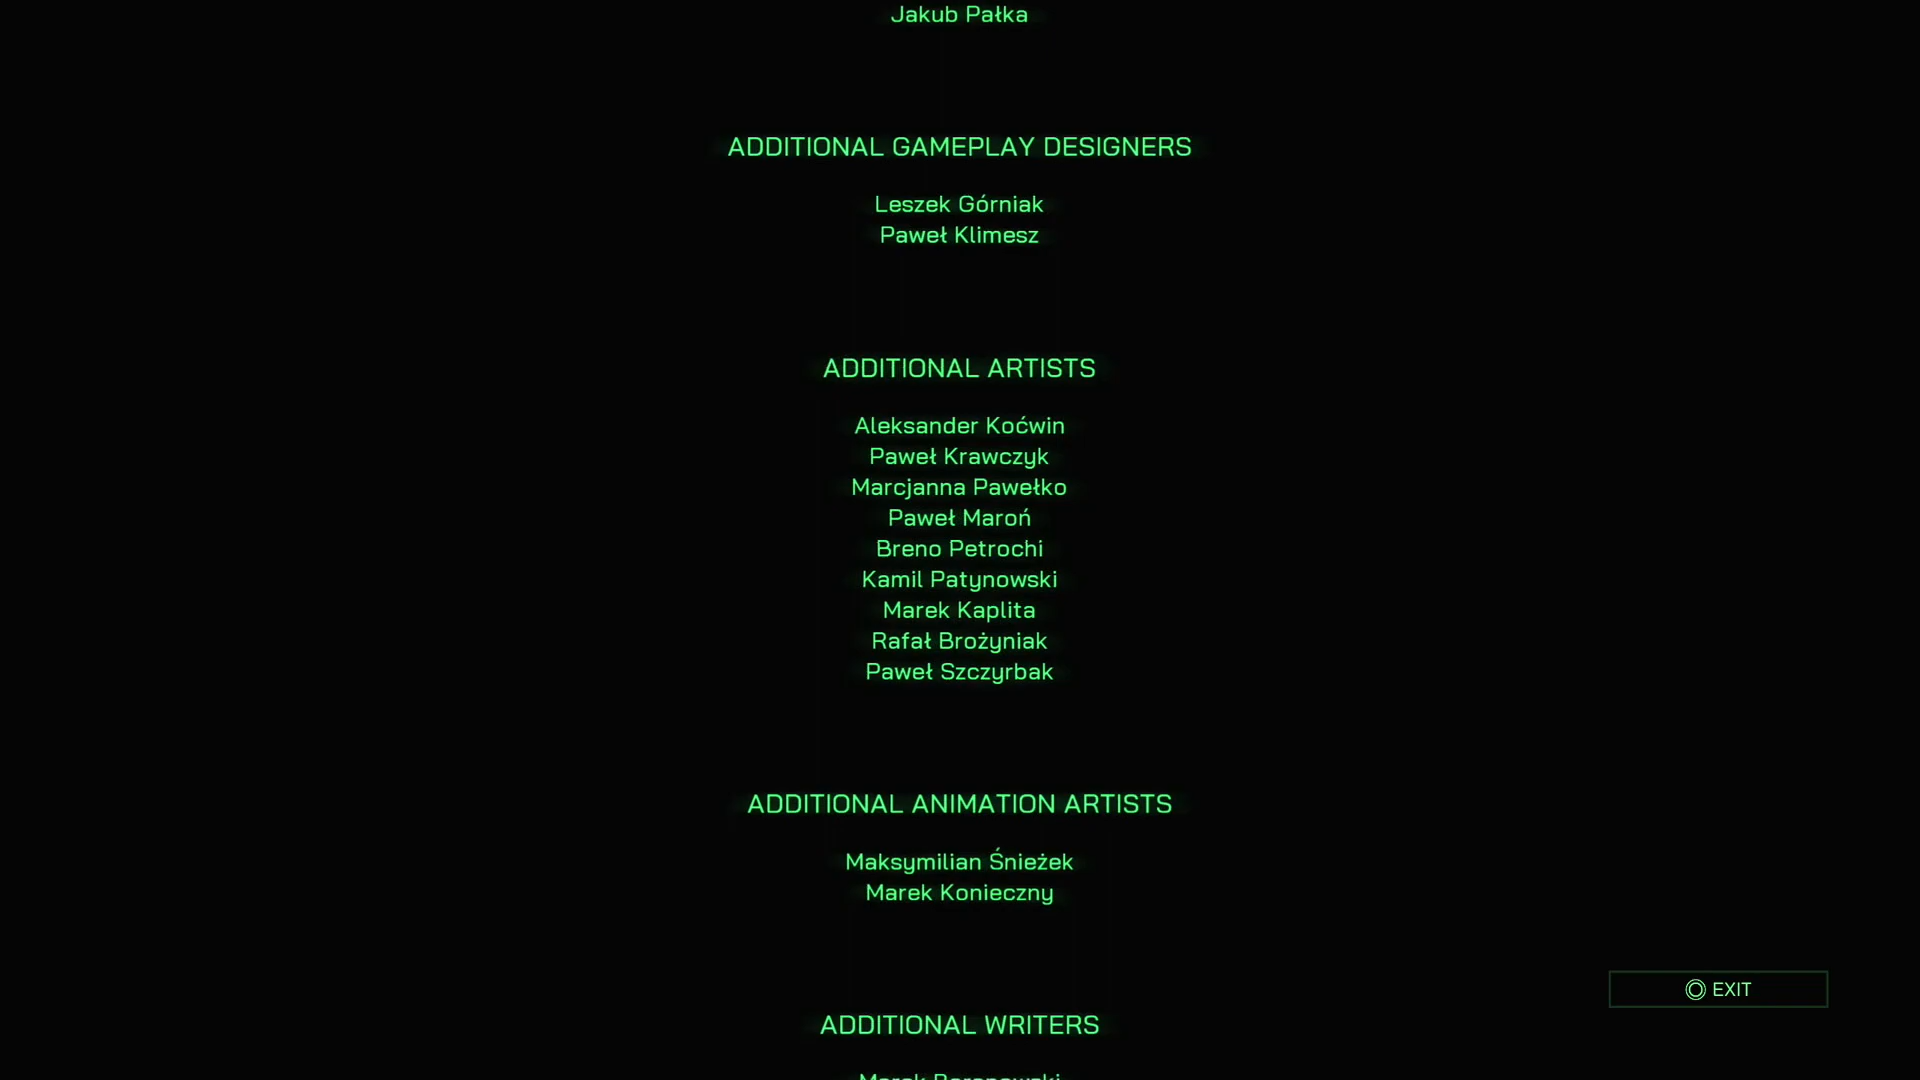 Jakub Pałka
ADDITIONAL GAMEPLAY DESIGNERS
Leszek Górniak
Paweł Klimesz
ADDITIONAL ARTISTS
Aleksander Koćwin
Paweł Krawczyk
Marcjanna Pawełko
Paweł Maroń
Breno Petrochi
Kamil Patynowski
Marek Kaplita
Rafał Brożyniak
Paweł Szczyrbak
ADDITIONAL ANIMATION ARTISTS
Maksymilian Śnieżek
Marek Konieczny
EXIT
ADDITIONAL WRITERS
Marek